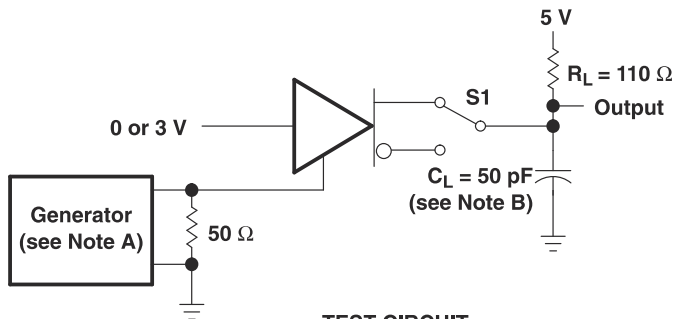 5 V
R_L = 110 Ω
S1
Output
0 or 3 V
C_L = 50 pF
(see Note B)
Generator
(see Note A)
50 Ω
TEST CIRCUIT